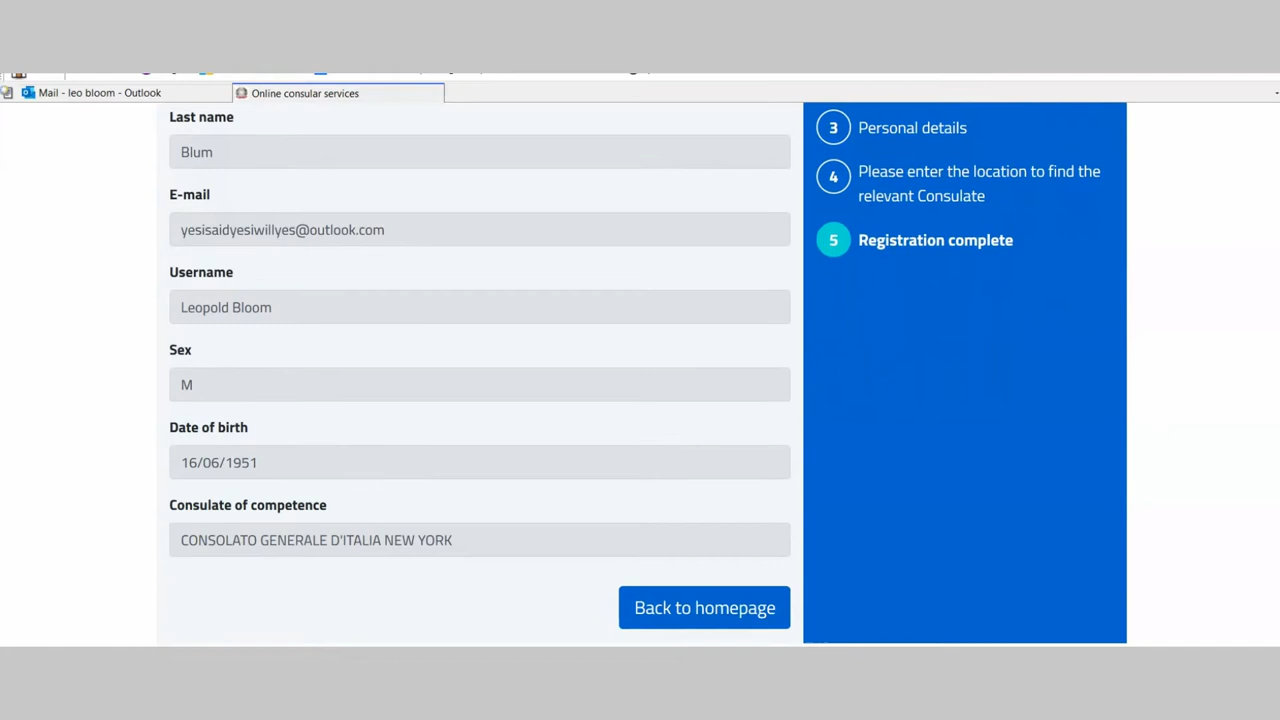 Mail - leo bloom - Outlook
Online consular services
Last name
Blum
E-mail
yesisaidyesiwillyes@outlook.com
Username
Leopold Bloom
Sex
M
Date of birth
16/06/1951
Consulate of competence
CONSOLATO GENERALE D'ITALIA NEW YORK
Back to homepage
3 Personal details
4 Please enter the location to find the
relevant Consulate
5 Registration complete